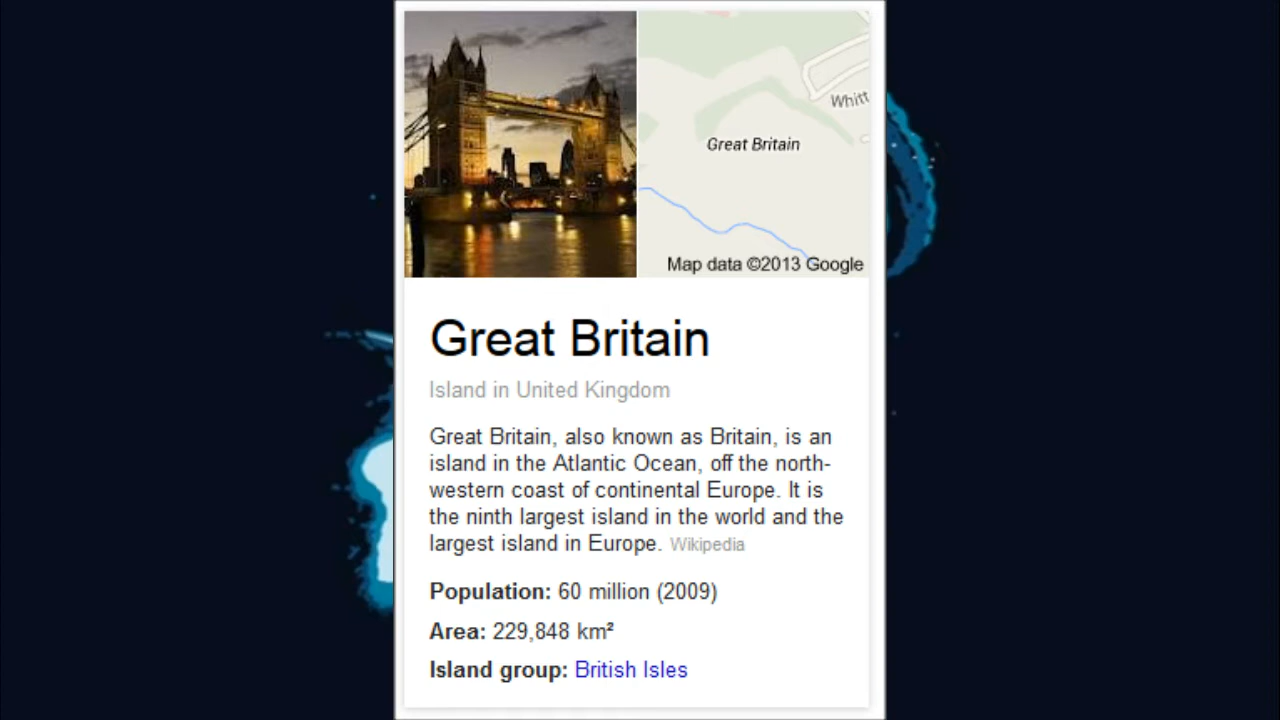 Whitt
Great Britain
Map data ©2013 Google
Great Britain
Island in United Kingdom
Great Britain, also known as Britain, is an
island in the Atlantic Ocean, off the north-
western coast of continental Europe. It is
the ninth largest island in the world and the
largest island in Europe. Wikipedia
Population: 60 million (2009)
Area: 229,848 km²
Island group: British Isles